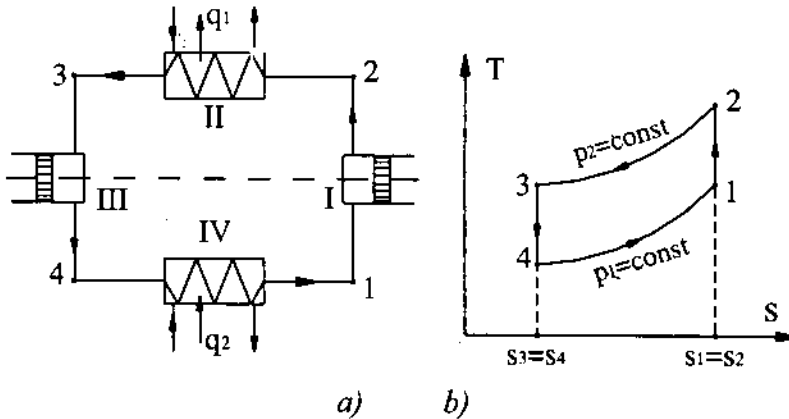 q₁
3
2
II
III
I
IV
4
1
q₂
a)
T
2
p₂=const
3
1
4
p₁=const
S
s₃=s₄
s₁=s₂
b)